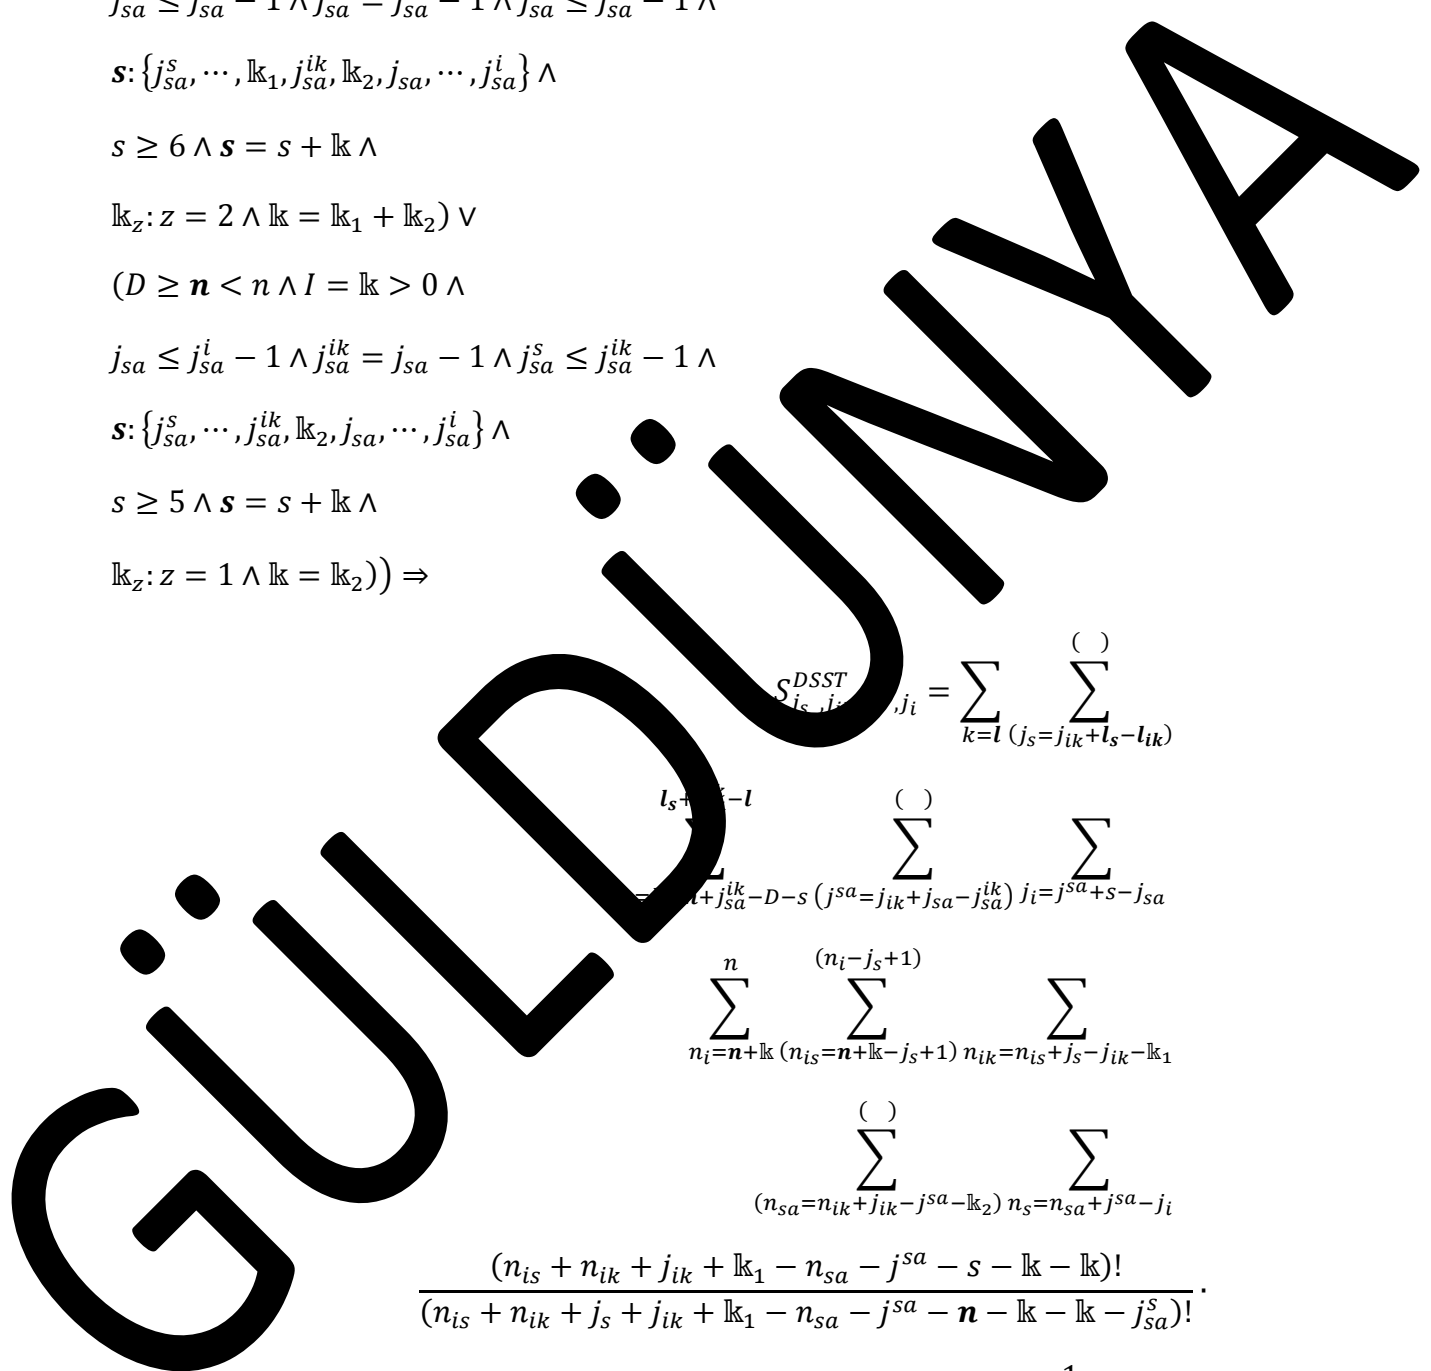 𝒔: {j_{sa}^{s}, ⋯, 𝕜_1, j_{sa}^{ik}, 𝕜_2, j_{sa}, ⋯, j_{sa}^{i}} ∧
s ≥ 6 ∧ 𝒔 = s + 𝕜 ∧
𝕜_z: z = 2 ∧ 𝕜 = 𝕜_1 + 𝕜_2) ∨
(D ≥ 𝒏 < n ∧ I = 𝕜 > 0 ∧
j_{sa} ≤ j_{sa}^{i} − 1 ∧ j_{sa}^{ik} = j_{sa} − 1 ∧ j_{sa}^{s} ≤ j_{sa}^{ik} − 1 ∧
𝒔: {j_{sa}^{s}, ⋯, j_{sa}^{ik}, 𝕜_2, j_{sa}, ⋯, j_{sa}^{i}} ∧
s ≥ 5 ∧ 𝒔 = s + 𝕜 ∧
𝕜_z: z = 1 ∧ 𝕜 = 𝕜_2)) ⇒
( )
S^{DSST} ,j_i = ∑ ∑
k=𝒍 (j_s=j_{ik}+𝒍_𝒔−𝒍_{𝒊𝒌})
−𝒍 ( )
∑ ∑
+j_{sa}^{ik}−D−s (j^{sa}=j_{ik}+j_{sa}−j_{sa}^{ik}) j_i=j^{sa}+s−j_{sa}
n (n_i−j_s+1)
∑ ∑ ∑
n_i=𝒏+𝕜 (n_{is}=𝒏+𝕜−j_s+1) n_{ik}=n_{is}+j_s−j_{ik}−𝕜_1
( )
∑ ∑
(n_{sa}=n_{ik}+j_{ik}−j^{sa}−𝕜_2) n_s=n_{sa}+j^{sa}−j_i
(n_{is} + n_{ik} + j_{ik} + 𝕜_1 − n_{sa} − j^{sa} − s − 𝕜 − 𝕜)!
(n_{is} + n_{ik} + j_s + j_{ik} + 𝕜_1 − n_{sa} − j^{sa} − 𝒏 − 𝕜 − 𝕜 − j_{sa}^{s})! ·
GÜLDÜNYA